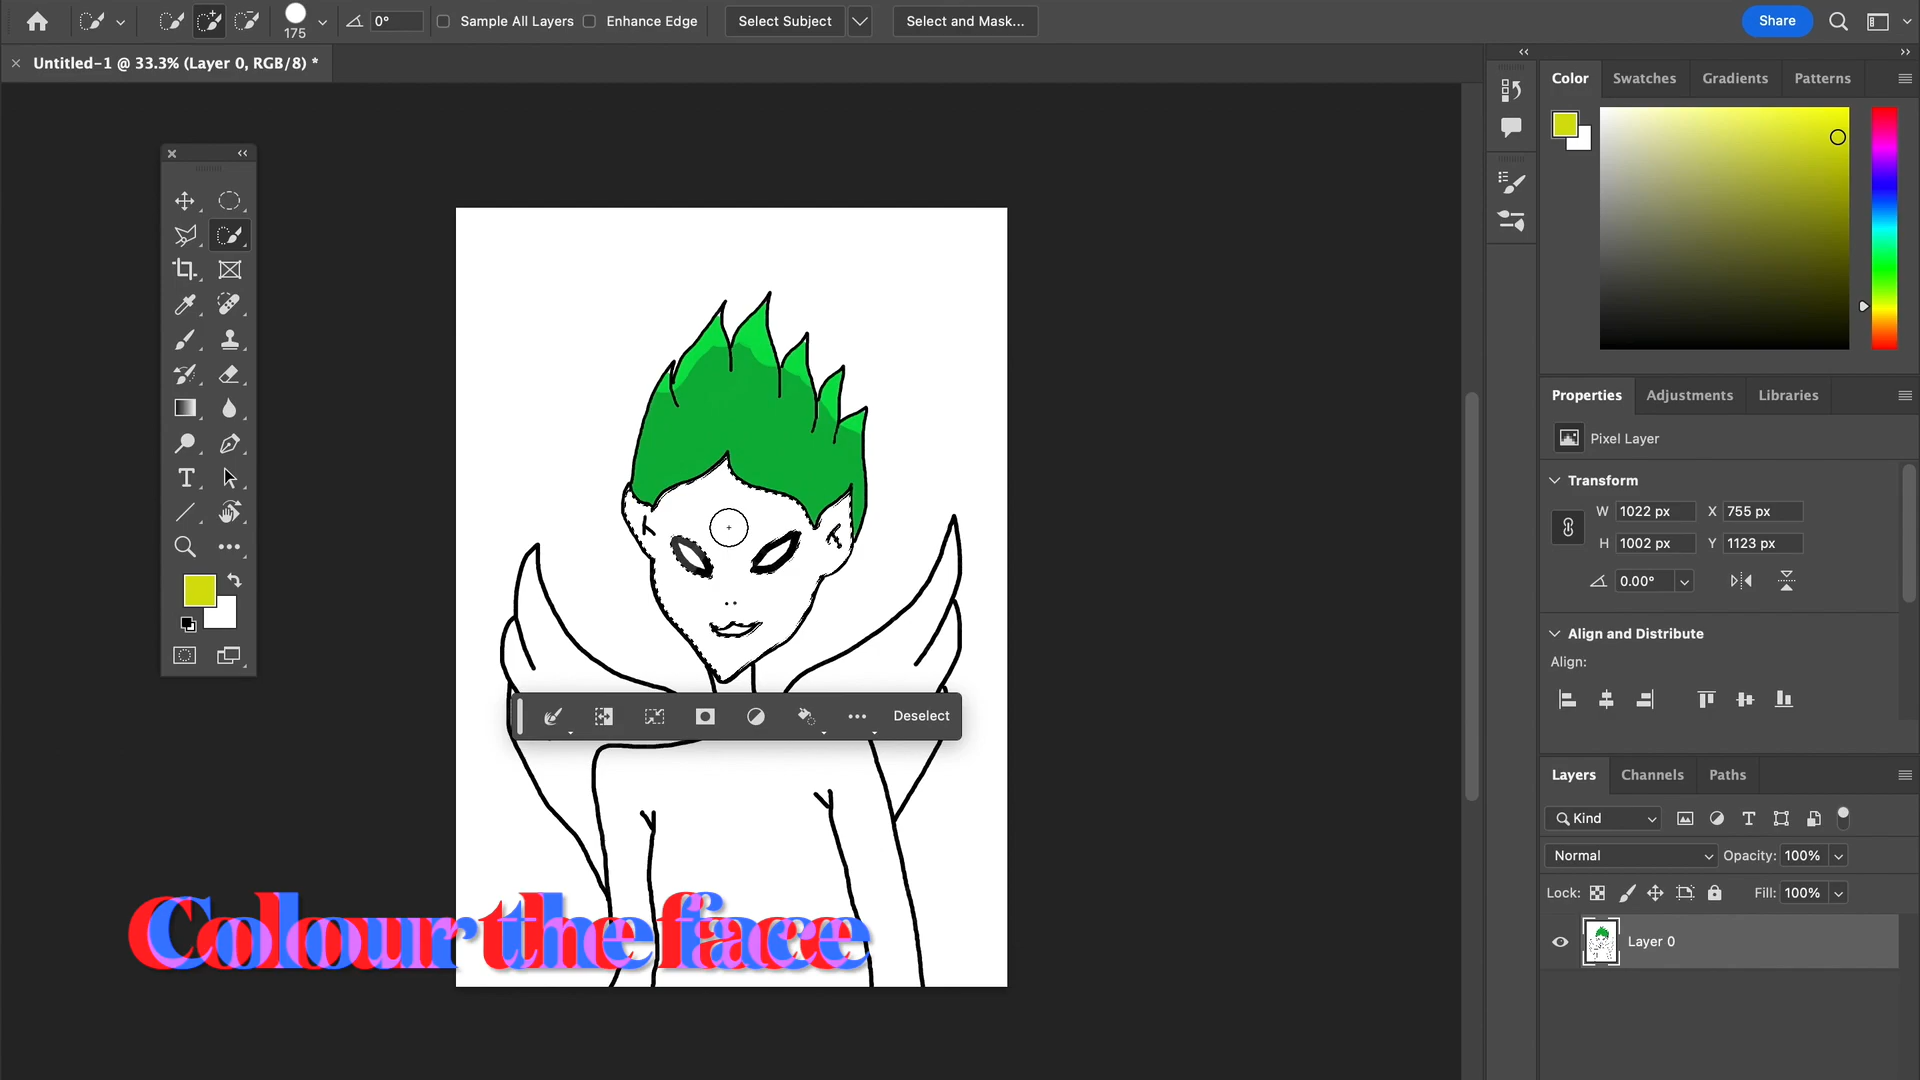 175
0°
Sample All Layers
Enhance Edge
Select Subject
Select and Mask...
Share
Untitled-1 @ 33.3% (Layer 0, RGB/8) *
Color
Swatches
Gradients
Patterns
Properties
Adjustments
Libraries
Pixel Layer
Transform
W 1022 px X 755 px
H 1002 px Y 1123 px
0.00°
Align and Distribute
Align:
Deselect
Layers
Channels
Paths
Kind
Normal
Opacity: 100%
Lock:
Fill: 100%
Layer 0
Colour the face